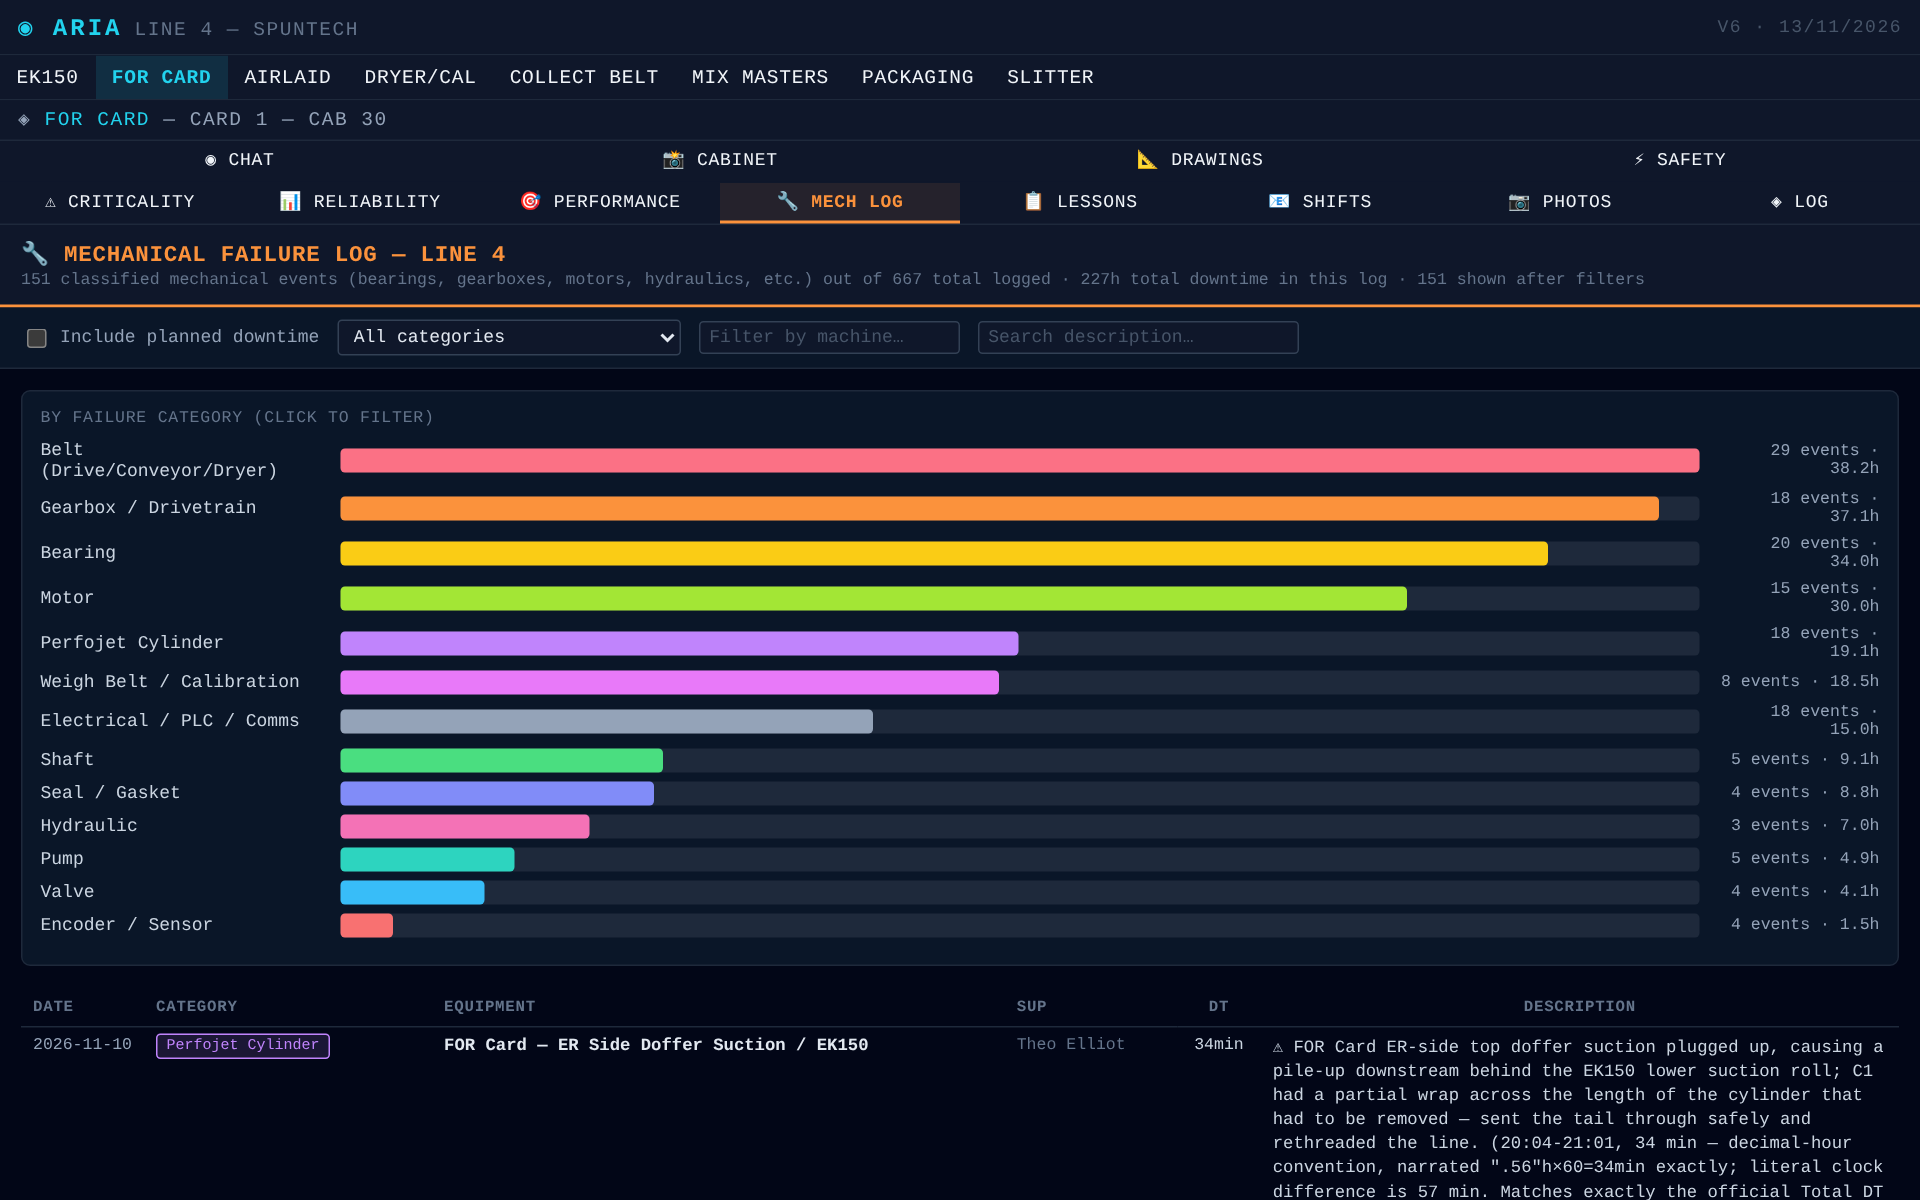 ◉ ARIA LINE 4 — SPUNTECH
V6 · 13/11/2026
EK150 FOR CARD AIRLAID DRYER/CAL COLLECT BELT MIX MASTERS PACKAGING SLITTER
◈ FOR CARD — CARD 1 — CAB 30
◉ CHAT 📸 CABINET 📐 DRAWINGS ⚡ SAFETY
⚠ CRITICALITY 📊 RELIABILITY 🎯 PERFORMANCE 🔧 MECH LOG 📋 LESSONS 📧 SHIFTS 📷 PHOTOS ◈ LOG
🔧 MECHANICAL FAILURE LOG — LINE 4
151 classified mechanical events (bearings, gearboxes, motors, hydraulics, etc.) out of 667 total logged · 227h total downtime in this log · 151 shown after filters
Include planned downtime All categories Filter by machine… Search description…
BY FAILURE CATEGORY (CLICK TO FILTER)
Belt
(Drive/Conveyor/Dryer)
29 events ·
38.2h
Gearbox / Drivetrain
18 events ·
37.1h
Bearing
20 events ·
34.0h
Motor
15 events ·
30.0h
Perfojet Cylinder
18 events ·
19.1h
Weigh Belt / Calibration 8 events · 18.5h
Electrical / PLC / Comms
18 events ·
15.0h
Shaft 5 events · 9.1h
Seal / Gasket 4 events · 8.8h
Hydraulic 3 events · 7.0h
Pump 5 events · 4.9h
Valve 4 events · 4.1h
Encoder / Sensor 4 events · 1.5h
DATE CATEGORY EQUIPMENT SUP DT DESCRIPTION
2026-11-10 Perfojet Cylinder FOR Card — ER Side Doffer Suction / EK150 Theo Elliot 34min
⚠ FOR Card ER-side top doffer suction plugged up, causing a
pile-up downstream behind the EK150 lower suction roll; C1
had a partial wrap across the length of the cylinder that
had to be removed — sent the tail through safely and
rethreaded the line. (20:04-21:01, 34 min — decimal-hour
convention, narrated ".56"h×60=34min exactly; literal clock
difference is 57 min. Matches exactly the official Total DT